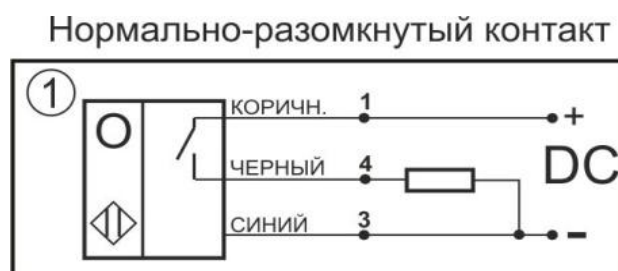 Нормально-разомкнутый контакт
1
КОРИЧН. 1 +
O
ЧЕРНЫЙ 4 DC
СИНИЙ 3 -